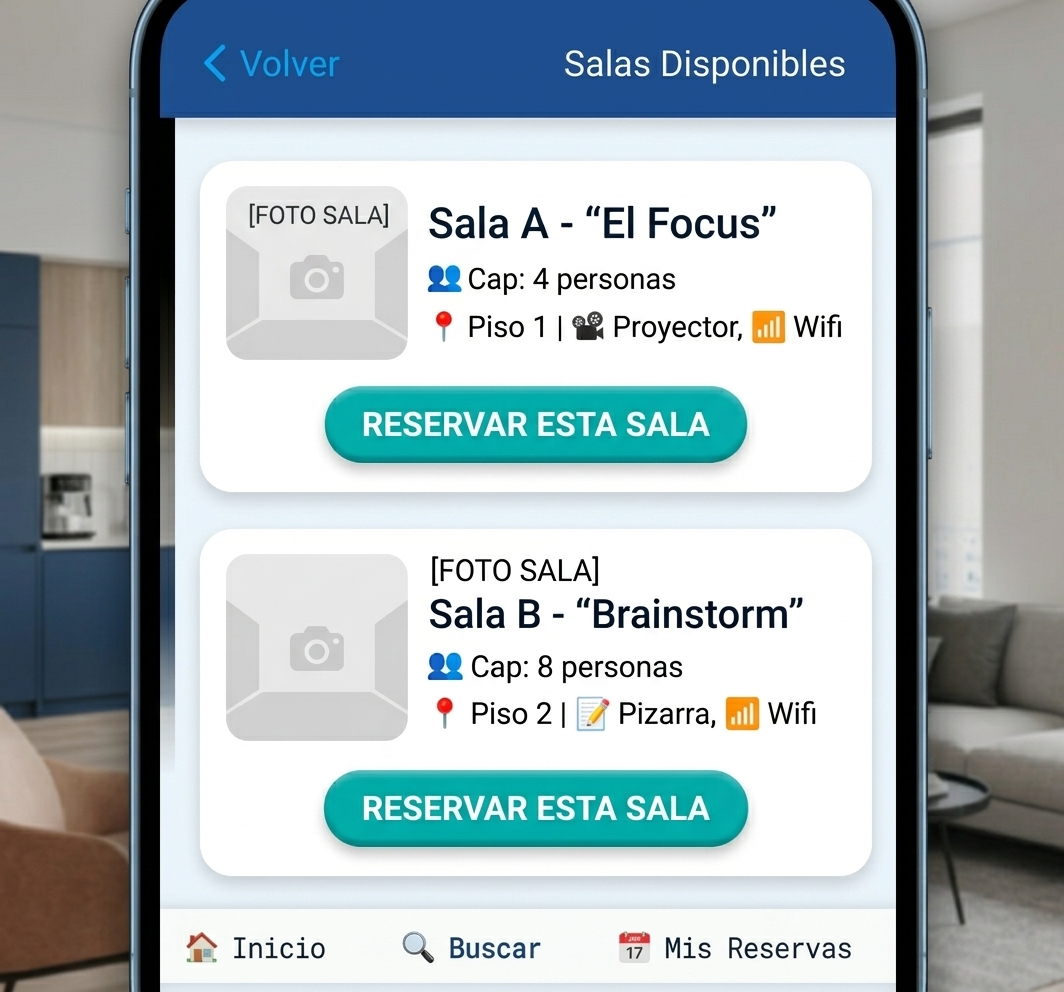 Volver
Salas Disponibles
[FOTO SALA]
Sala A - “El Focus”
Cap: 4 personas
Piso 1 | Proyector, Wifi
RESERVAR ESTA SALA
[FOTO SALA]
Sala B - “Brainstorm”
Cap: 8 personas
Piso 2 | Pizarra, Wifi
RESERVAR ESTA SALA
Inicio
Buscar
17
Mis Reservas